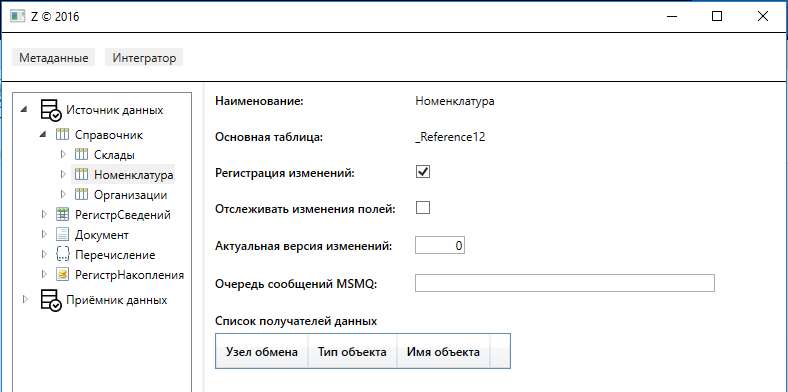 Z © 2016
Метаданные Интегратор
Источник данных
Справочник
Склады
Номенклатура
Организации
РегистрСведений
Документ
Перечисление
РегистрНакопления
Приёмник данных
Наименование: Номенклатура
Основная таблица: _Reference12
Регистрация изменений:
Отслеживать изменения полей:
Актуальная версия изменений: 0
Очередь сообщений MSMQ:
Список получателей данных
Узел обмена Тип объекта Имя объекта